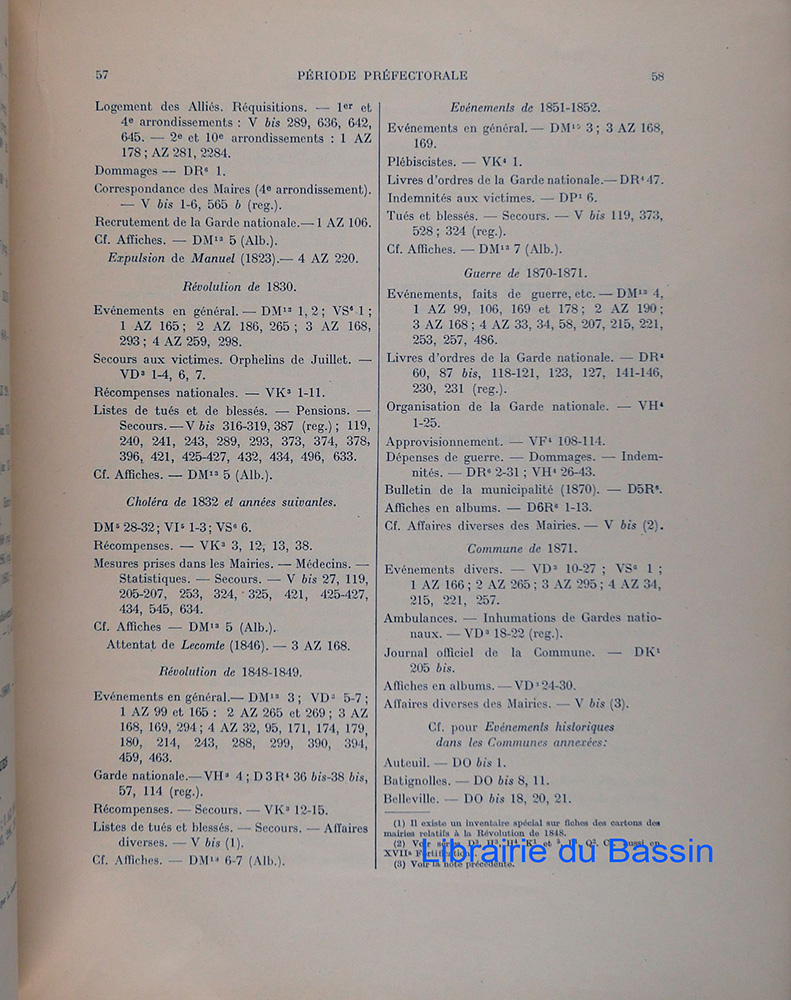 57 PÉRIODE PRÉFECTORALE 58
Logement des Alliés. Réquisitions. — 1er et
4e arrondissements : V bis 289, 636, 642,
645. — 2e et 10e arrondissements : 1 AZ
178 ; AZ 281, 2284.
Dommages — DR⁶ 1.
Correspondance des Maires (4e arrondissement).
— V bis 1-6, 565 b (reg.).
Recrutement de la Garde nationale. — 1 AZ 106.
Cf. Affiches. — DM¹³ 5 (Alb.).
Expulsion de Manuel (1823). — 4 AZ 220.
Révolution de 1830.
Evénements en général. — DM¹³ 1, 2 ; VS⁶ 1 ;
1 AZ 165 ; 2 AZ 186, 265 ; 3 AZ 168,
293 ; 4 AZ 259, 298.
Secours aux victimes. Orphelins de Juillet. —
VD³ 1-4, 6, 7.
Récompenses nationales. — VK³ 1-11.
Listes de tués et de blessés. — Pensions. —
Secours. — V bis 316-319, 387 (reg.) ; 119,
240, 241, 243, 289, 293, 373, 374, 378,
396, 421, 425-427, 432, 434, 496, 633.
Cf. Affiches. — DM¹³ 5 (Alb.).
Choléra de 1832 et années suivantes.
DM⁵ 28-32 ; VI⁵ 1-3 ; VS⁶ 6.
Récompenses. — VK³ 3, 12, 13, 38.
Mesures prises dans les Mairies. — Médecins. —
Statistiques. — Secours. — V bis 27, 119,
205-207, 253, 324, 325, 421, 425-427,
434, 545, 634.
Cf. Affiches — DM¹³ 5 (Alb.).
Attentat de Lecomte (1846). — 3 AZ 168.
Révolution de 1848-1849.
Evénements en général. — DM¹³ 3 ; VD³ 5-7 ;
1 AZ 99 et 165 : 2 AZ 265 et 269 ; 3 AZ
168, 169, 294 ; 4 AZ 32, 95, 171, 174, 179,
180, 214, 243, 288, 299, 390, 394,
459, 463.
Garde nationale. — VH³ 4 ; D3R⁴ 36 bis-38 bis,
57, 114 (reg.).
Récompenses. — Secours. — VK³ 12-15.
Listes de tués et blessés. — Secours. — Affaires
diverses. — V bis (1).
Cf. Affiches. — DM¹³ 6-7 (Alb.).
Evénements de 1851-1852.
Evénements en général. — DM¹³ 3 ; 3 AZ 168,
169.
Plébiscistes. — VK⁴ 1.
Livres d'ordres de la Garde nationale. — DR⁴ 47.
Indemnités aux victimes. — DP¹ 6.
Tués et blessés. — Secours. — V bis 119, 373,
528 ; 324 (reg.).
Cf. Affiches. — DM¹³ 7 (Alb.).
Guerre de 1870-1871.
Evénements, faits de guerre, etc. — DM¹³ 4,
1 AZ 99, 106, 169 et 178 ; 2 AZ 190 ;
3 AZ 168 ; 4 AZ 33, 34, 58, 207, 215, 221,
253, 257, 486.
Livres d'ordres de la Garde nationale. — DR⁴
60, 87 bis, 118-121, 123, 127, 141-146,
230, 231 (reg.).
Organisation de la Garde nationale. — VH⁴
1-25.
Approvisionnement. — VF⁴ 108-114.
Dépenses de guerre. — Dommages. — Indem-
nités. — DR⁶ 2-31 ; VH⁴ 26-43.
Bulletin de la municipalité (1870). — D5R⁸.
Affiches en albums. — D6R⁶ 1-13.
Cf. Affaires diverses des Mairies. — V bis (2).
Commune de 1871.
Evénements divers. — VD³ 10-27 ; VS⁶ 1 ;
1 AZ 166 ; 2 AZ 265 ; 3 AZ 295 ; 4 AZ 34,
215, 221, 257.
Ambulances. — Inhumations de Gardes natio-
naux. — VD³ 18-22 (reg.).
Journal officiel de la Commune. — DK¹
205 bis.
Affiches en albums. — VD³ 24-30.
Affaires diverses des Mairies. — V bis (3).
Cf. pour Evénements historiques
dans les Communes annexées:
Auteuil. — DO bis 1.
Batignolles. — DO bis 8, 11.
Belleville. — DO bis 18, 20, 21.
(1) Il existe un inventaire spécial sur fiches des cartons des
mairies relatifs à la Révolution de 1848.
(2) Voir
XVIIe
(3) Voir la note précédente.
Librairie du Bassin